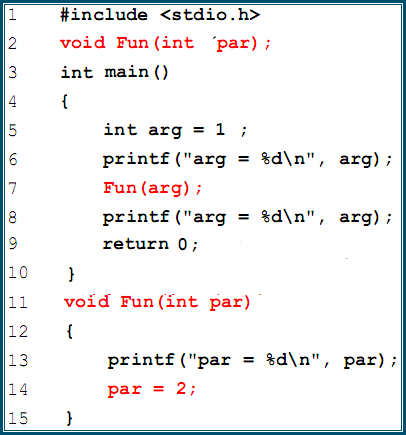 1 #include <stdio.h>
2 void Fun(int par);
3 int main()
4 {
5 int arg = 1 ;
6 printf("arg = %d\n", arg);
7 Fun(arg);
8 printf("arg = %d\n", arg);
9 return 0;
10 }
11 void Fun(int par)
12 {
13 printf("par = %d\n", par);
14 par = 2;
15 }